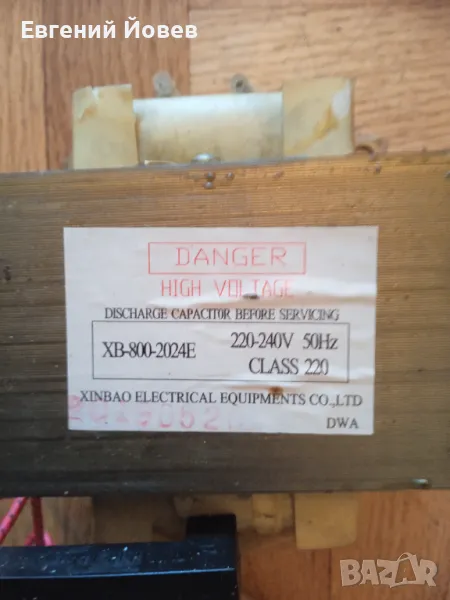 Евгений Йовев
DANGER
HIGH VOLTAGE
DISCHARGE CAPACITOR BEFORE SERVICING
XB-800-2024E 220-240V 50Hz
CLASS 220
XINBAO ELECTRICAL EQUIPMENTS CO.,LTD
DWA
BAZAR